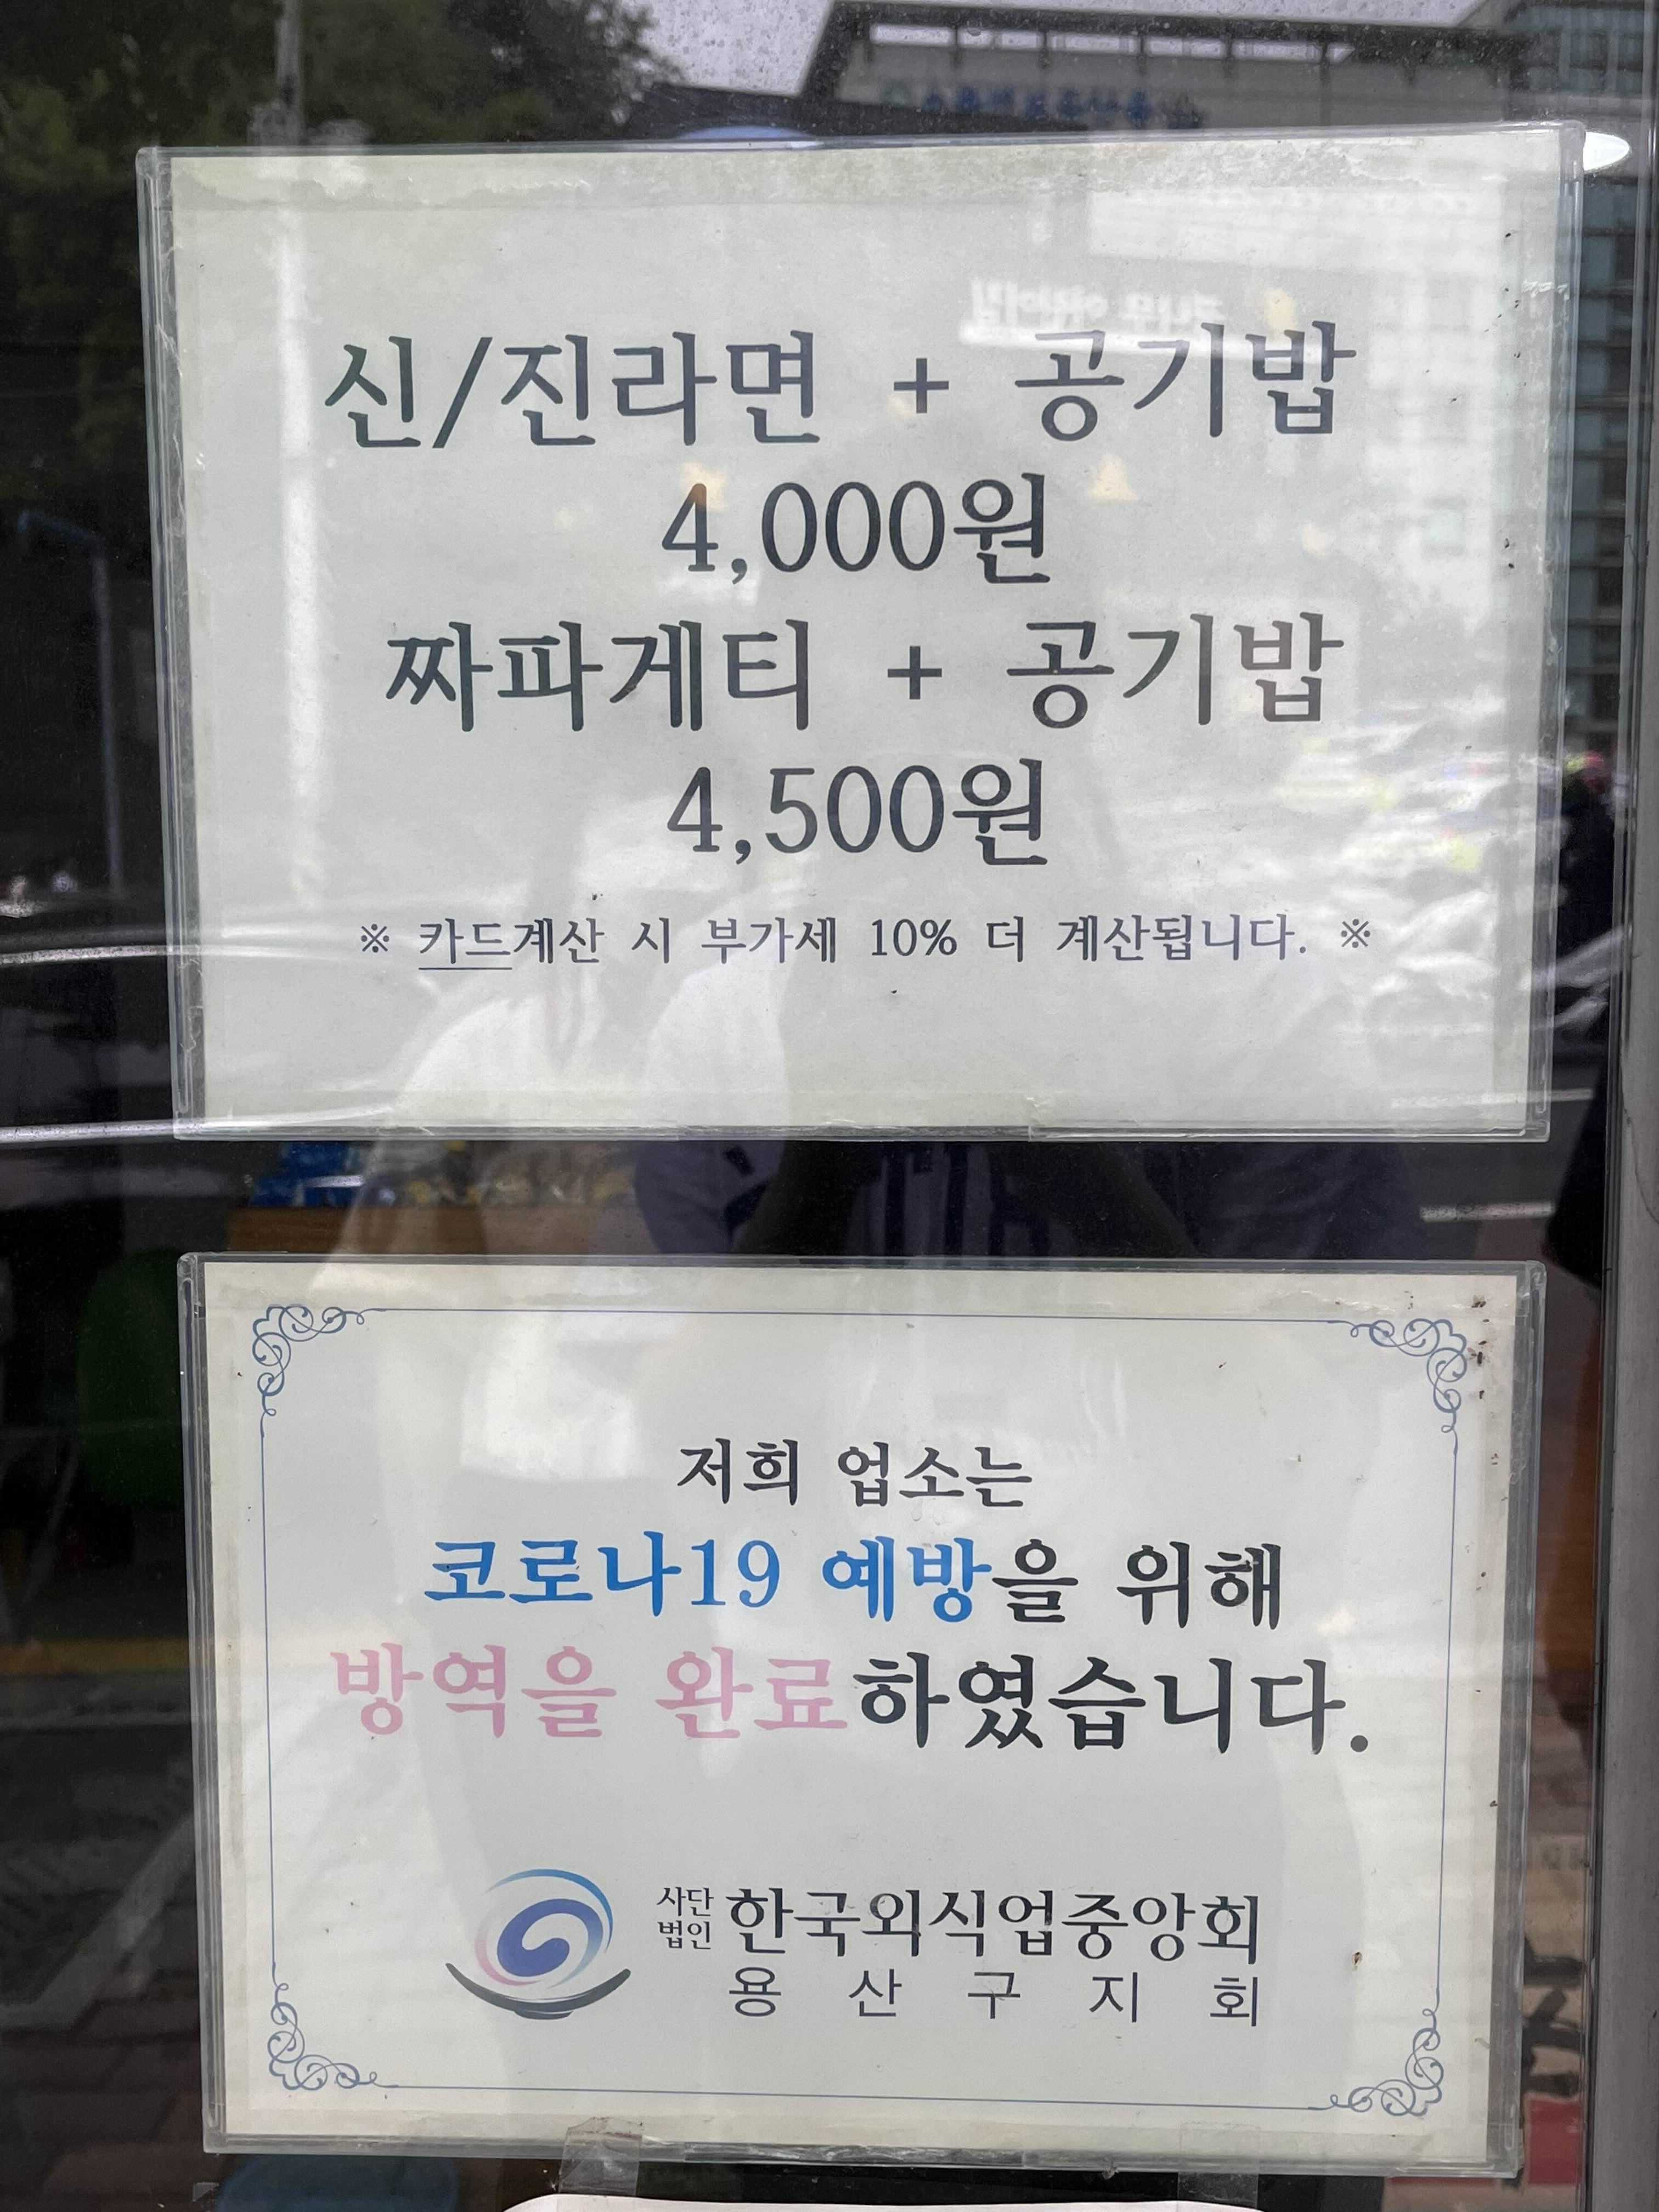 신/진라면 + 공기밥
4,000원
짜파게티 + 공기밥
4,500원
※ 카드계산 시 부가세 10% 더 계산됩니다. ※
저희 업소는
코로나19 예방을 위해
방역을 완료하였습니다.
사단법인 한국외식업중앙회
용산구지회